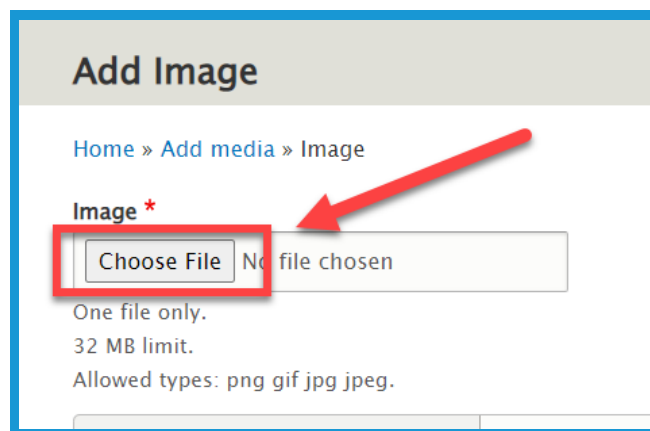 Add Image
Home » Add media » Image
Image *
Choose File No file chosen
One file only.
32 MB limit.
Allowed types: png gif jpg jpeg.